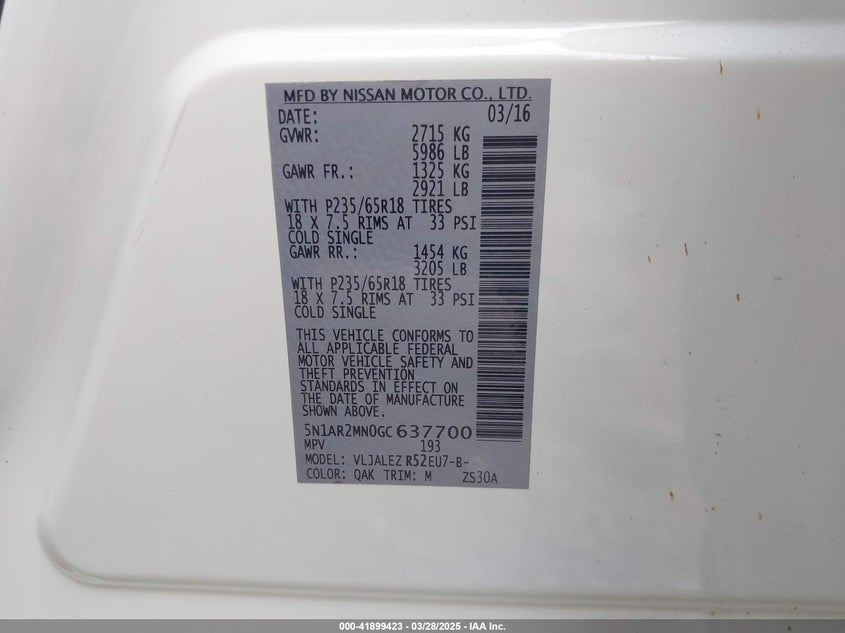 MFD BY NISSAN MOTOR CO., LTD.
DATE: 03/16
GVWR: 2715 KG
5986 LB
GAWR FR.: 1325 KG
2921 LB
WITH P235/65R18 TIRES
18 X 7.5 RIMS AT 33 PSI
COLD SINGLE
GAWR RR.: 1454 KG
3205 LB
WITH P235/65R18 TIRES
18 X 7.5 RIMS AT 33 PSI
COLD SINGLE
THIS VEHICLE CONFORMS TO
ALL APPLICABLE FEDERAL
MOTOR VEHICLE SAFETY AND
THEFT PREVENTION
STANDARDS IN EFFECT ON
THE DATE OF MANUFACTURE
SHOWN ABOVE.
5N1AR2MN0GC637700
MPV 193
MODEL: VLJALEZ R52EU7-B-
COLOR: QAK TRIM: M ZS30A
000-41899423 - 03/28/2025 - IAA Inc.